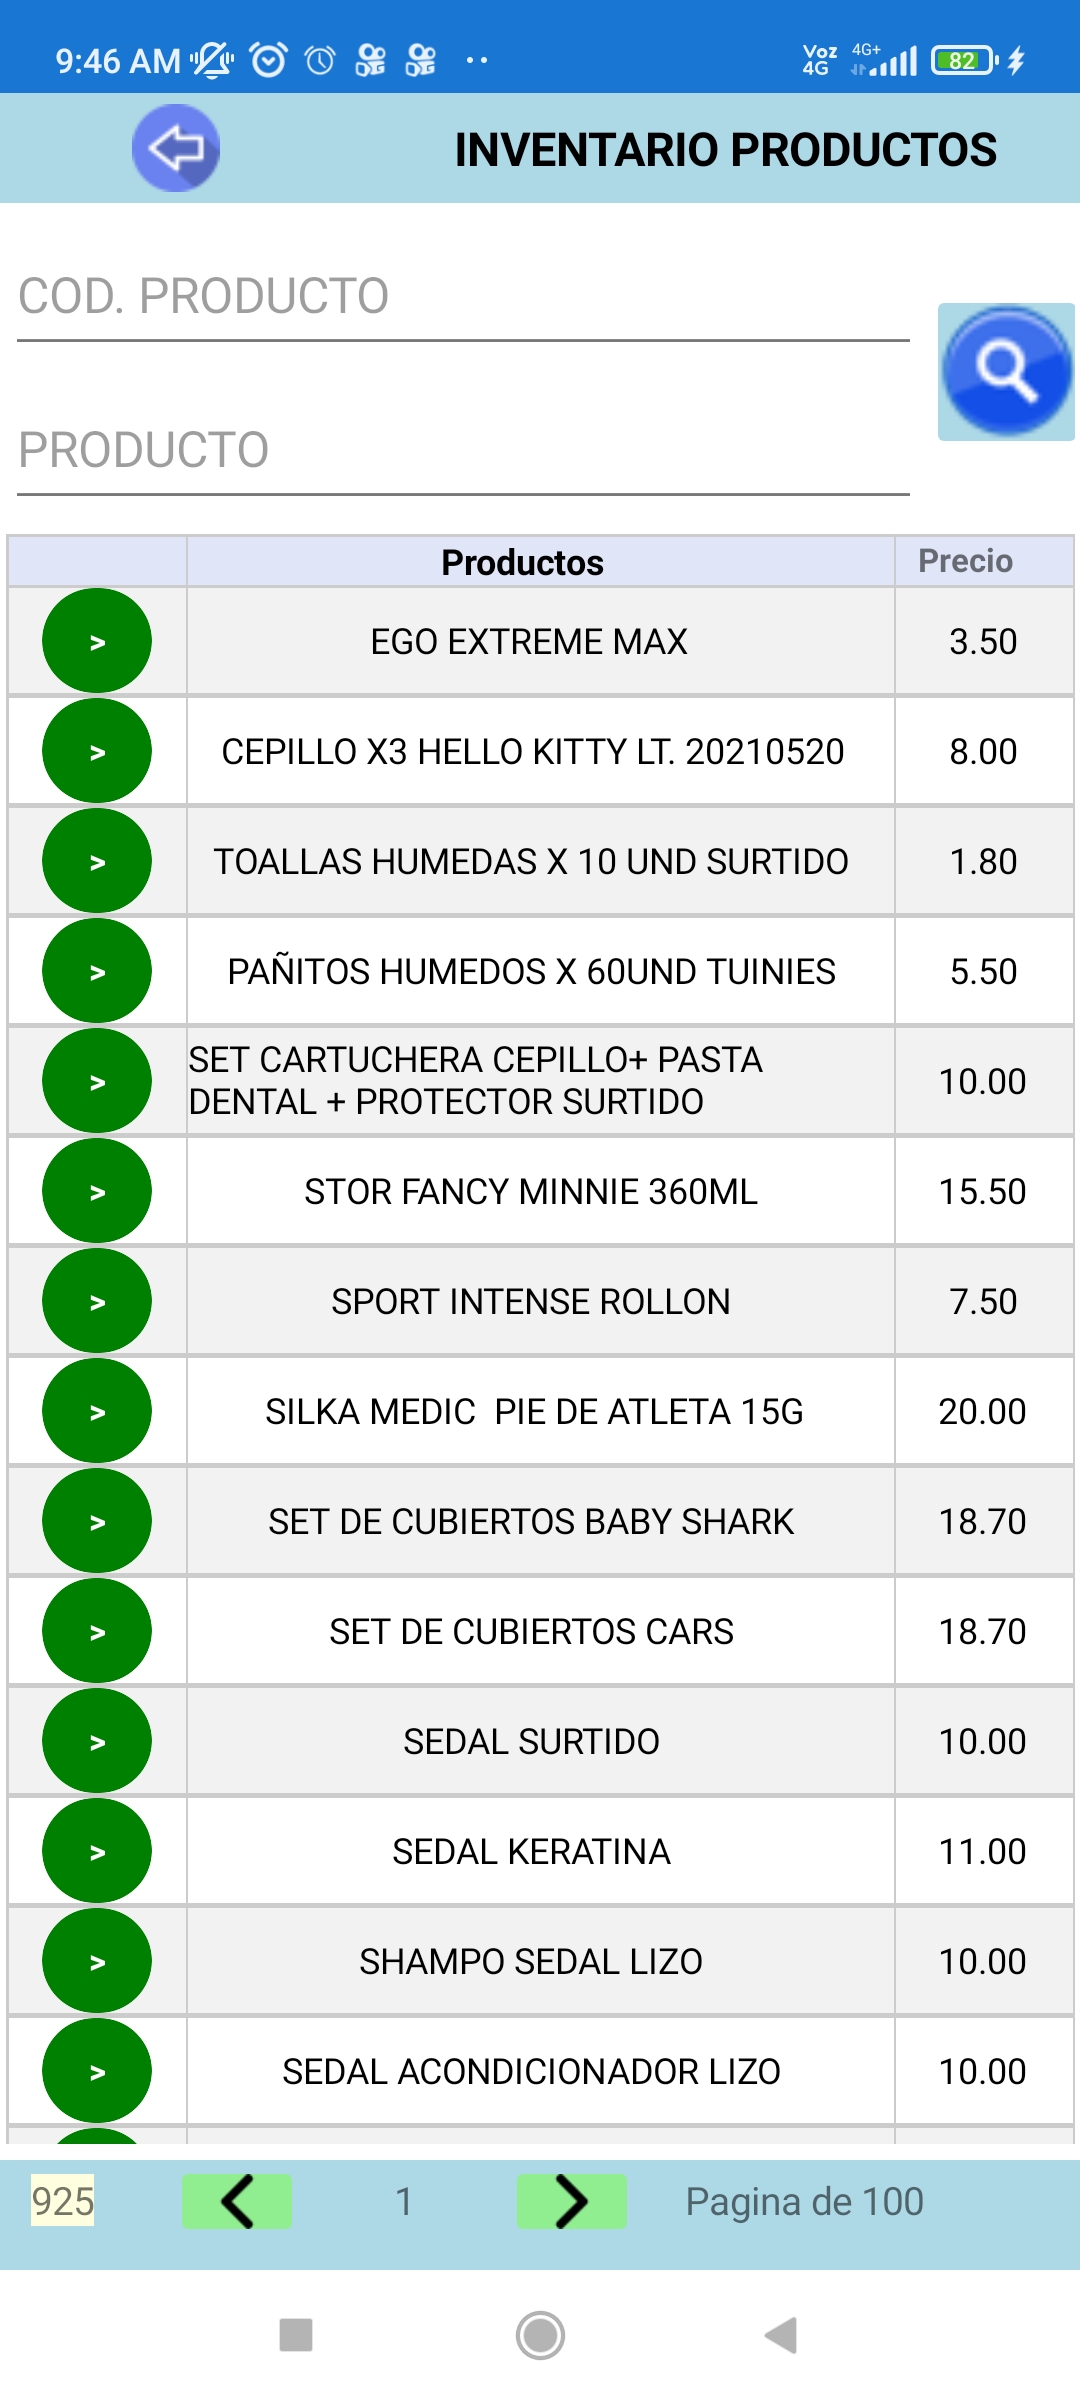 9:46 AM
Voz 4G
4G+
82
INVENTARIO PRODUCTOS
COD. PRODUCTO
PRODUCTO
Productos Precio
> EGO EXTREME MAX 3.50
> CEPILLO X3 HELLO KITTY LT. 20210520 8.00
> TOALLAS HUMEDAS X 10 UND SURTIDO 1.80
> PAÑITOS HUMEDOS X 60UND TUINIES 5.50
> SET CARTUCHERA CEPILLO+ PASTA
DENTAL + PROTECTOR SURTIDO 10.00
> STOR FANCY MINNIE 360ML 15.50
> SPORT INTENSE ROLLON 7.50
> SILKA MEDIC  PIE DE ATLETA 15G 20.00
> SET DE CUBIERTOS BABY SHARK 18.70
> SET DE CUBIERTOS CARS 18.70
> SEDAL SURTIDO 10.00
> SEDAL KERATINA 11.00
> SHAMPO SEDAL LIZO 10.00
> SEDAL ACONDICIONADOR LIZO 10.00
925 1 Pagina de 100